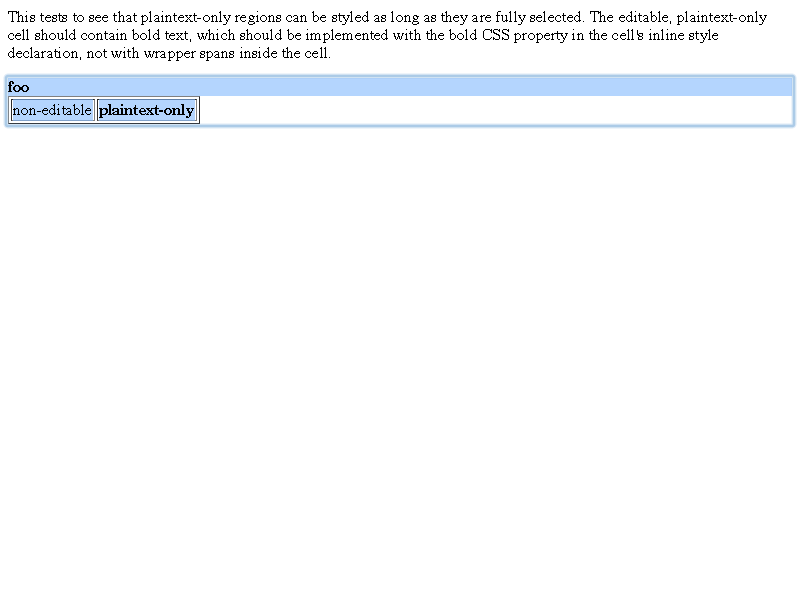 This tests to see that plaintext-only regions can be styled as long as they are fully selected. The editable, plaintext-only
cell should contain bold text, which should be implemented with the bold CSS property in the cell's inline style
declaration, not with wrapper spans inside the cell.
foo
non-editable plaintext-only